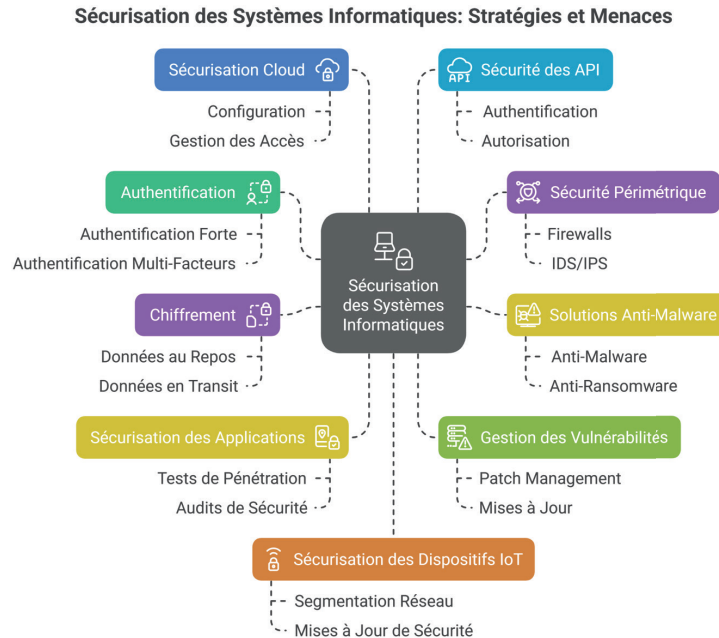 Sécurisation des Systèmes Informatiques: Stratégies et Menaces
Sécurisation Cloud
Configuration
Gestion des Accès
API
Sécurité des API
Authentification
Autorisation
Authentification
Authentification Forte
Authentification Multi-Facteurs
Sécurité Périmétrique
Firewalls
IDS/IPS
Sécurisation
des Systèmes
Informatiques
Chiffrement
Données au Repos
Données en Transit
Solutions Anti-Malware
Anti-Malware
Anti-Ransomware
Sécurisation des Applications
Tests de Pénétration
Audits de Sécurité
Gestion des Vulnérabilités
Patch Management
Mises à Jour
Sécurisation des Dispositifs IoT
Segmentation Réseau
Mises à Jour de Sécurité